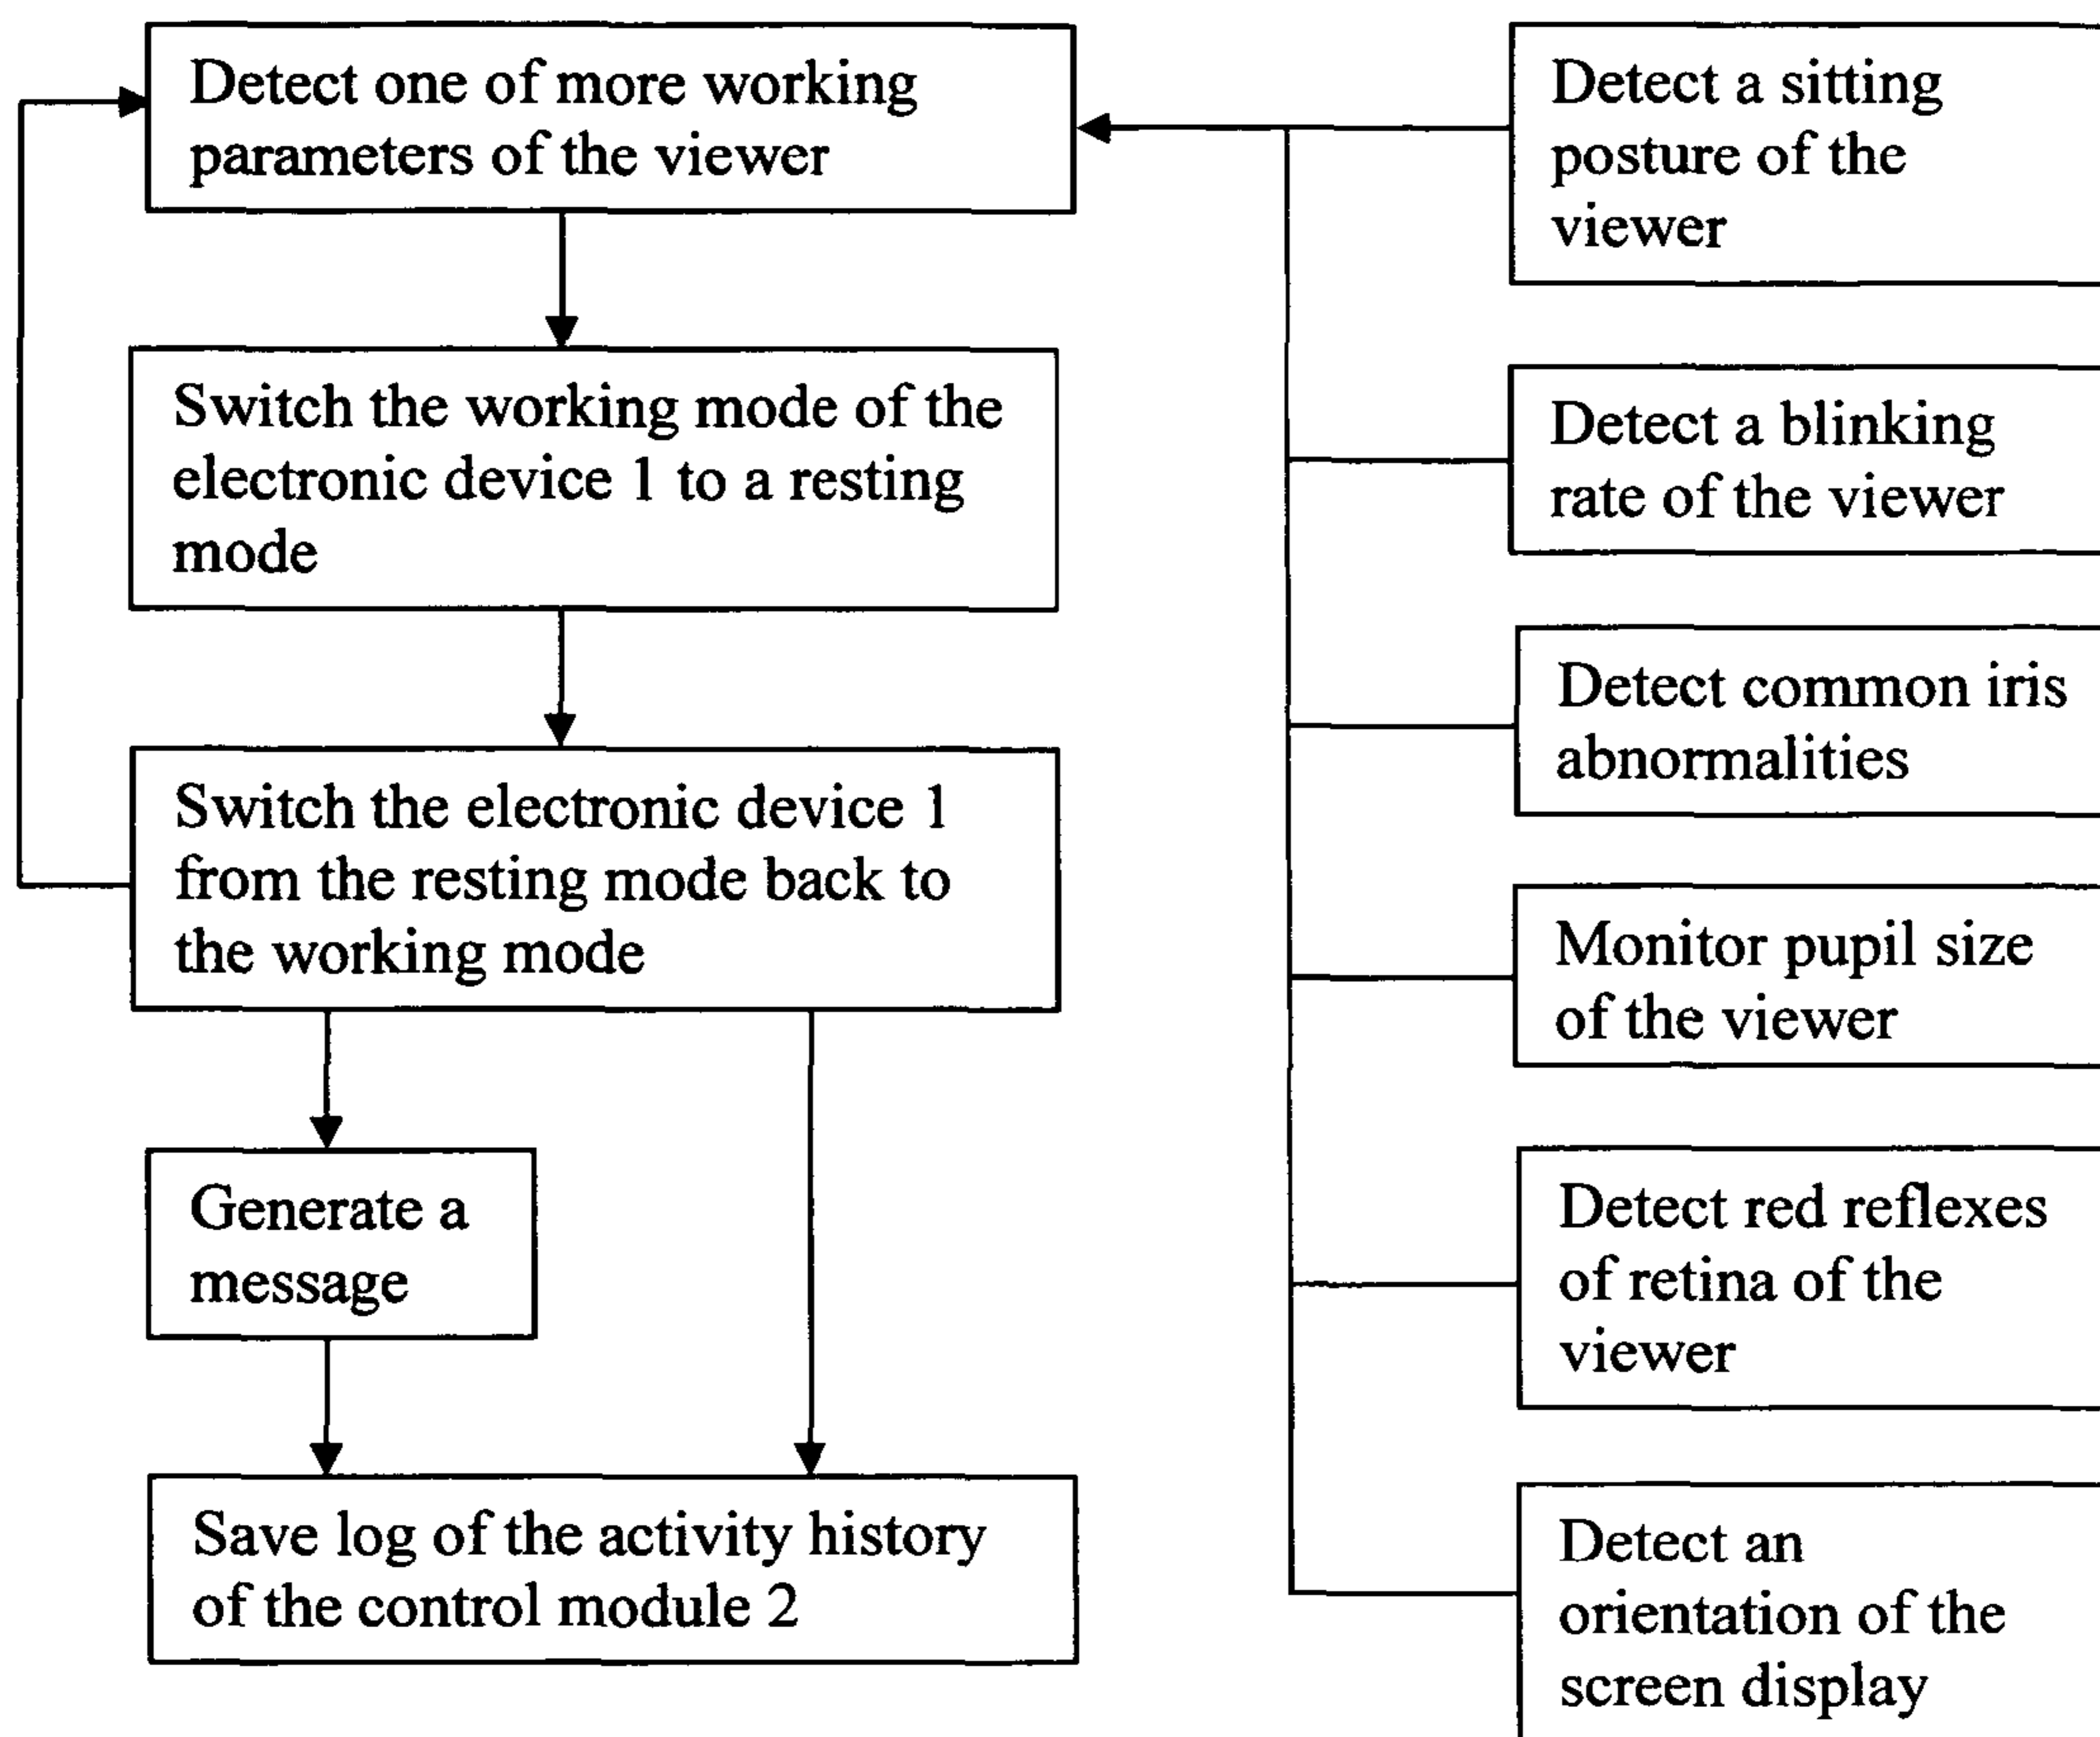 Detect one of more working
parameters of the viewer
Switch the working mode of the
electronic device 1 to a resting
mode
Switch the electronic device 1
from the resting mode back to
the working mode
Generate a
message
Save log of the activity history
of the control module 2
Detect a sitting
posture of the
viewer
Detect a blinking
rate of the viewer
Detect common iris
abnormalities
Monitor pupil size
of the viewer
Detect red reflexes
of retina of the
viewer
Detect an
orientation of the
screen display